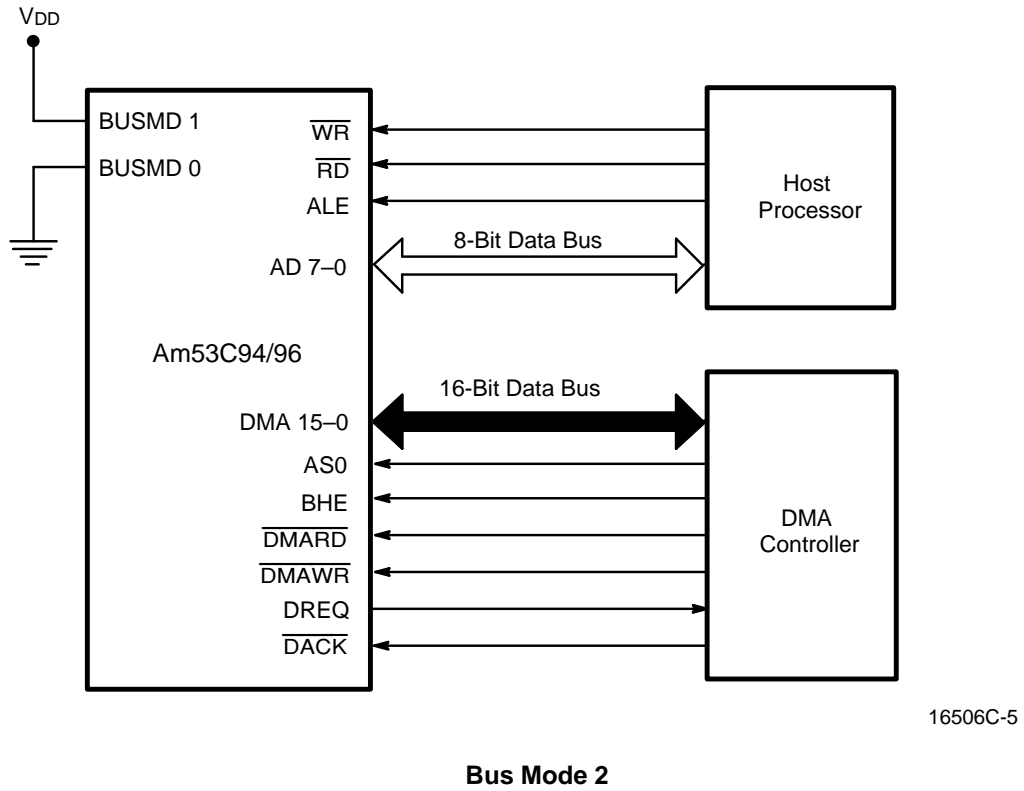 VDD
BUSMD 1
BUSMD 0
WR
RD
ALE
AD 7–0
8-Bit Data Bus
Host
Processor
Am53C94/96
16-Bit Data Bus
DMA 15–0
AS0
BHE
DMARD
DMAWR
DREQ
DACK
DMA
Controller
16506C-5
Bus Mode 2